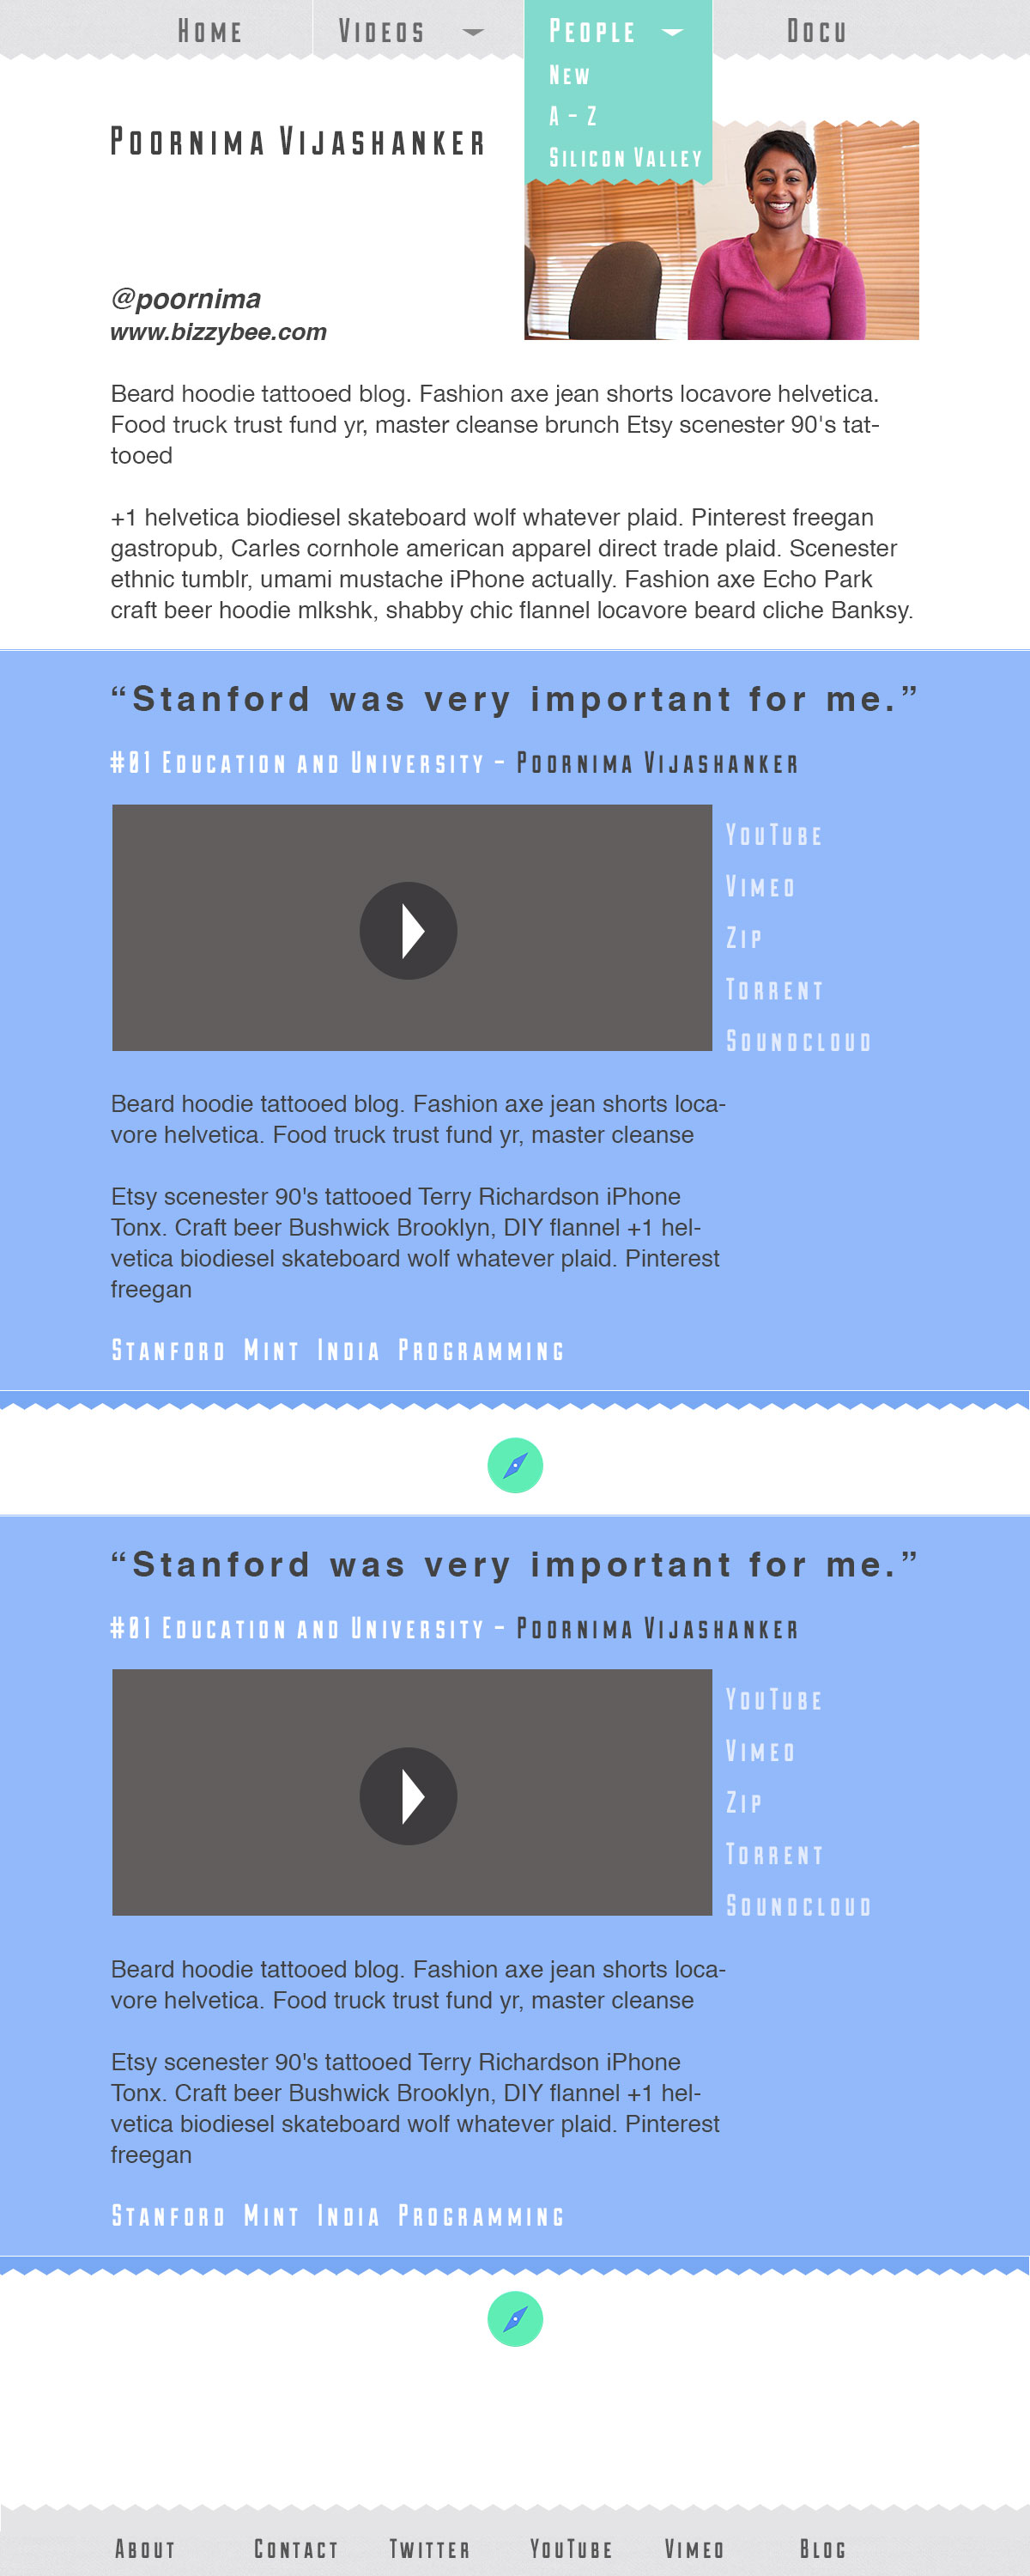 Home Videos People Docu
New
A - Z
Silicon Valley
Poornima Vijashanker
@poornima
www.bizzybee.com
Beard hoodie tattooed blog. Fashion axe jean shorts locavore helvetica.
Food truck trust fund yr, master cleanse brunch Etsy scenester 90's tat-
tooed
+1 helvetica biodiesel skateboard wolf whatever plaid. Pinterest freegan
gastropub, Carles cornhole american apparel direct trade plaid. Scenester
ethnic tumblr, umami mustache iPhone actually. Fashion axe Echo Park
craft beer hoodie mlkshk, shabby chic flannel locavore beard cliche Banksy.
“Stanford was very important for me.”
#01 Education and University - Poornima Vijashanker
YouTube
Vimeo
Zip
Torrent
Soundcloud
Beard hoodie tattooed blog. Fashion axe jean shorts loca-
vore helvetica. Food truck trust fund yr, master cleanse
Etsy scenester 90's tattooed Terry Richardson iPhone
Tonx. Craft beer Bushwick Brooklyn, DIY flannel +1 hel-
vetica biodiesel skateboard wolf whatever plaid. Pinterest
freegan
Stanford Mint India Programming
“Stanford was very important for me.”
#01 Education and University - Poornima Vijashanker
YouTube
Vimeo
Zip
Torrent
Soundcloud
Beard hoodie tattooed blog. Fashion axe jean shorts loca-
vore helvetica. Food truck trust fund yr, master cleanse
Etsy scenester 90's tattooed Terry Richardson iPhone
Tonx. Craft beer Bushwick Brooklyn, DIY flannel +1 hel-
vetica biodiesel skateboard wolf whatever plaid. Pinterest
freegan
Stanford Mint India Programming
About Contact Twitter YouTube Vimeo Blog